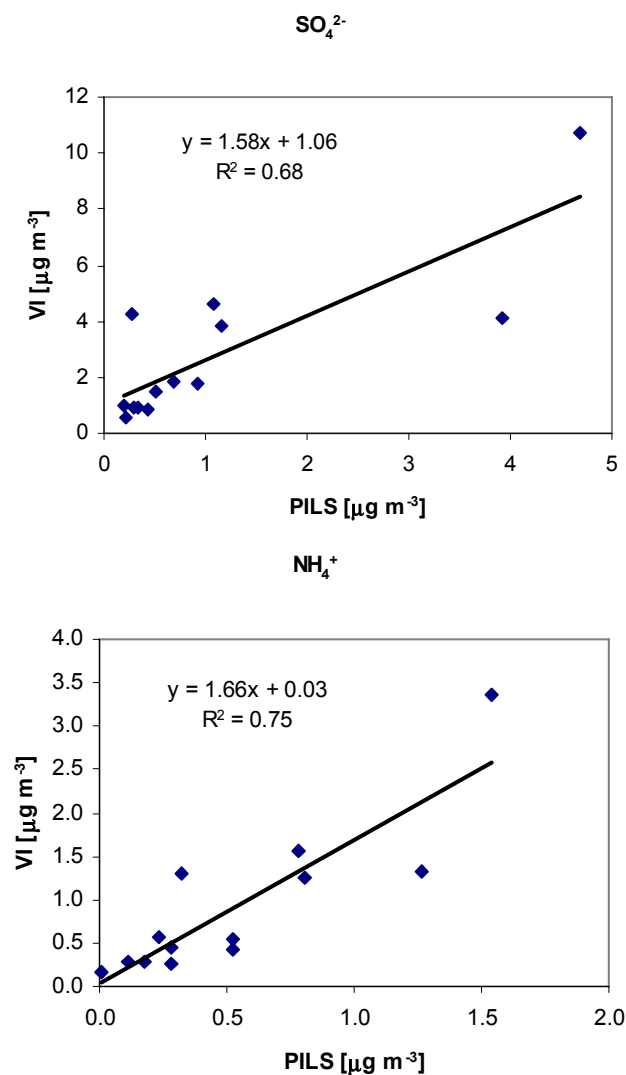 SO₄²⁻
12
10
8
6
4
2
0
VI [µg m⁻³]
y = 1.58x + 1.06
R² = 0.68
0 1 2 3 4 5
PILS [µg m⁻³]
NH₄⁺
4.0
3.5
3.0
2.5
2.0
1.5
1.0
0.5
0.0
VI [µg m⁻³]
y = 1.66x + 0.03
R² = 0.75
0.0 0.5 1.0 1.5 2.0
PILS [µg m⁻³]